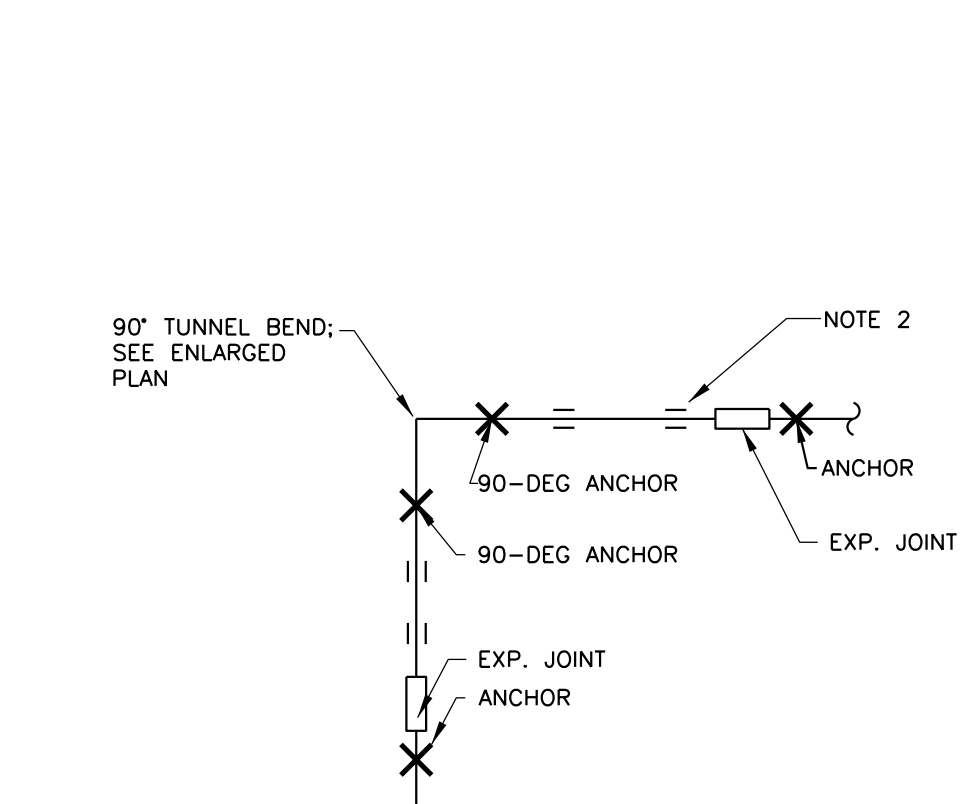 90° TUNNEL BEND;
SEE ENLARGED
PLAN
NOTE 2
90-DEG ANCHOR
ANCHOR
EXP. JOINT
90-DEG ANCHOR
EXP. JOINT
ANCHOR